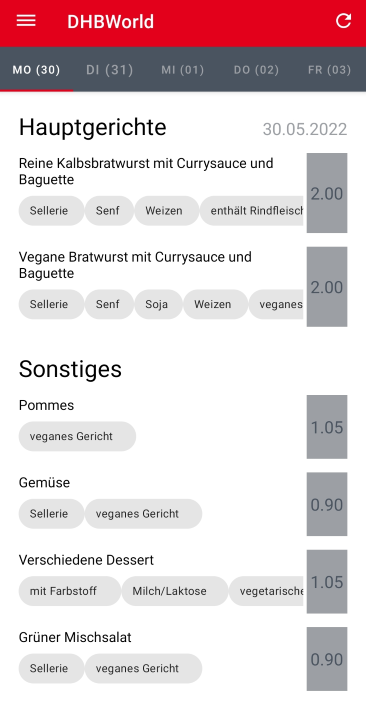 DHBWorld
MO (30) DI (31) MI (01) DO (02) FR (03)
Hauptgerichte 30.05.2022
Reine Kalbsbratwurst mit Currysauce und
Baguette
2.00
Sellerie Senf Weizen enthält Rindfleisch
Vegane Bratwurst mit Currysauce und
Baguette
2.00
Sellerie Senf Soja Weizen veganes
Sonstiges
Pommes
1.05
veganes Gericht
Gemüse
0.90
Sellerie veganes Gericht
Verschiedene Dessert
1.05
mit Farbstoff Milch/Laktose vegetarische
Grüner Mischsalat
0.90
Sellerie veganes Gericht